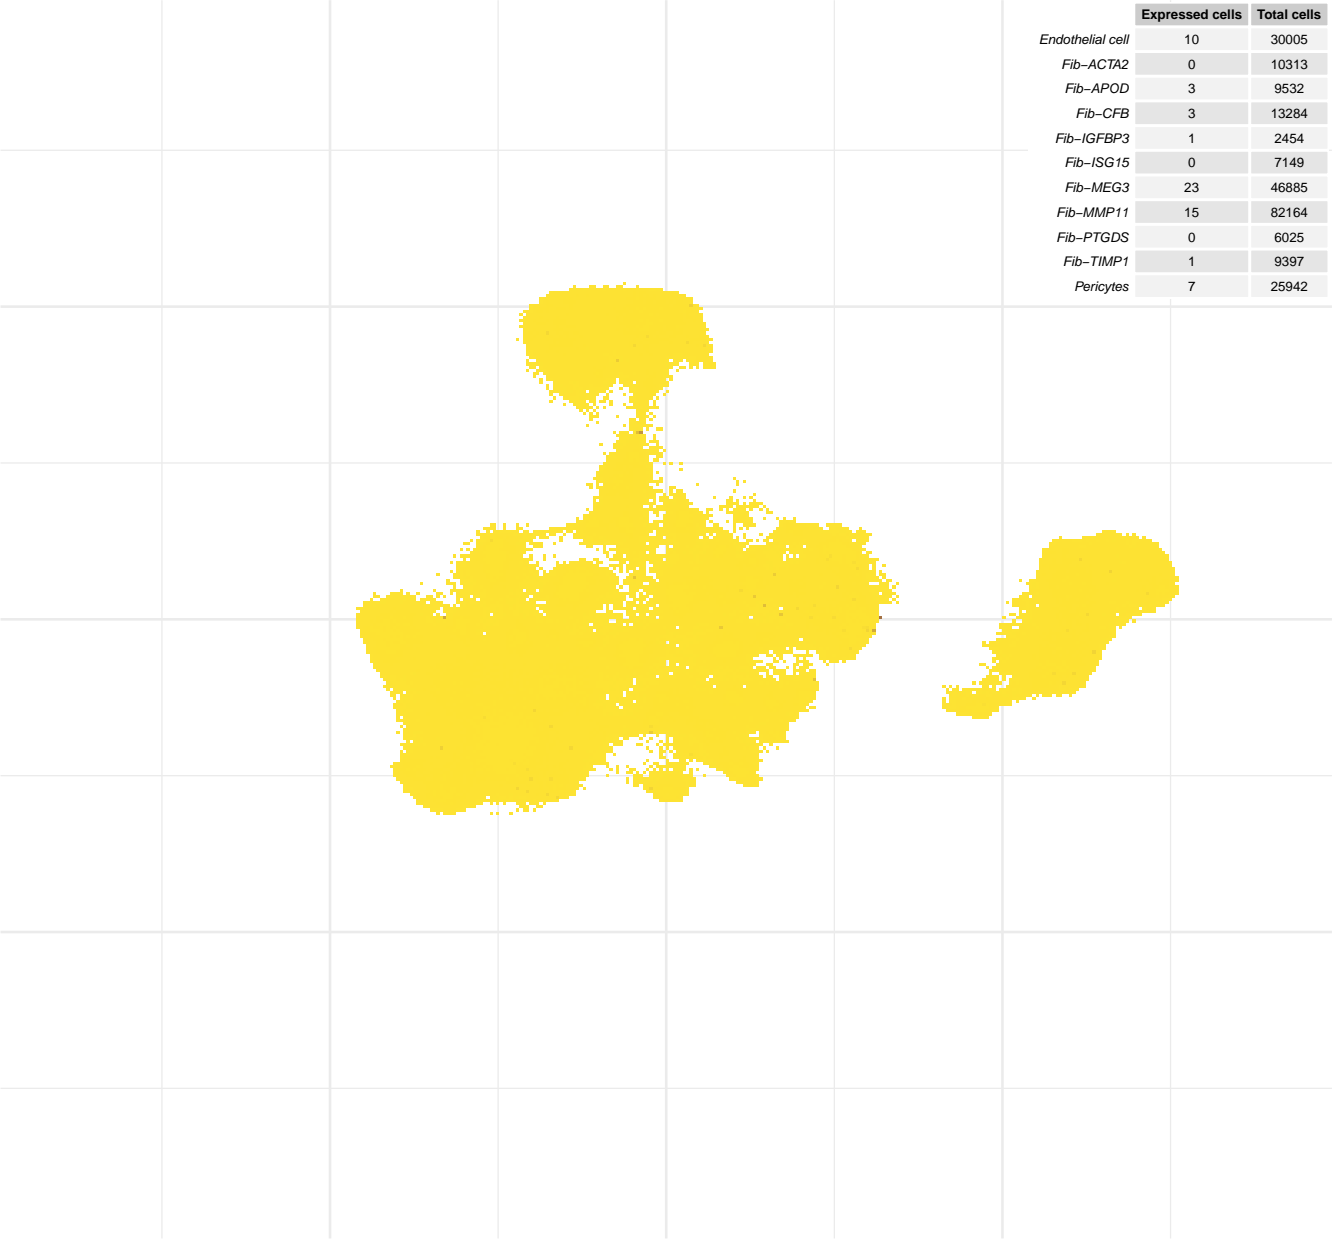 Expressed cells Total cells
Endothelial cell 10 30005
Fib−ACTA2 0 10313
Fib−APOD 3 9532
Fib−CFB 3 13284
Fib−IGFBP3 1 2454
Fib−ISG15 0 7149
Fib−MEG3 23 46885
Fib−MMP11 15 82164
Fib−PTGDS 0 6025
Fib−TIMP1 1 9397
Pericytes 7 25942